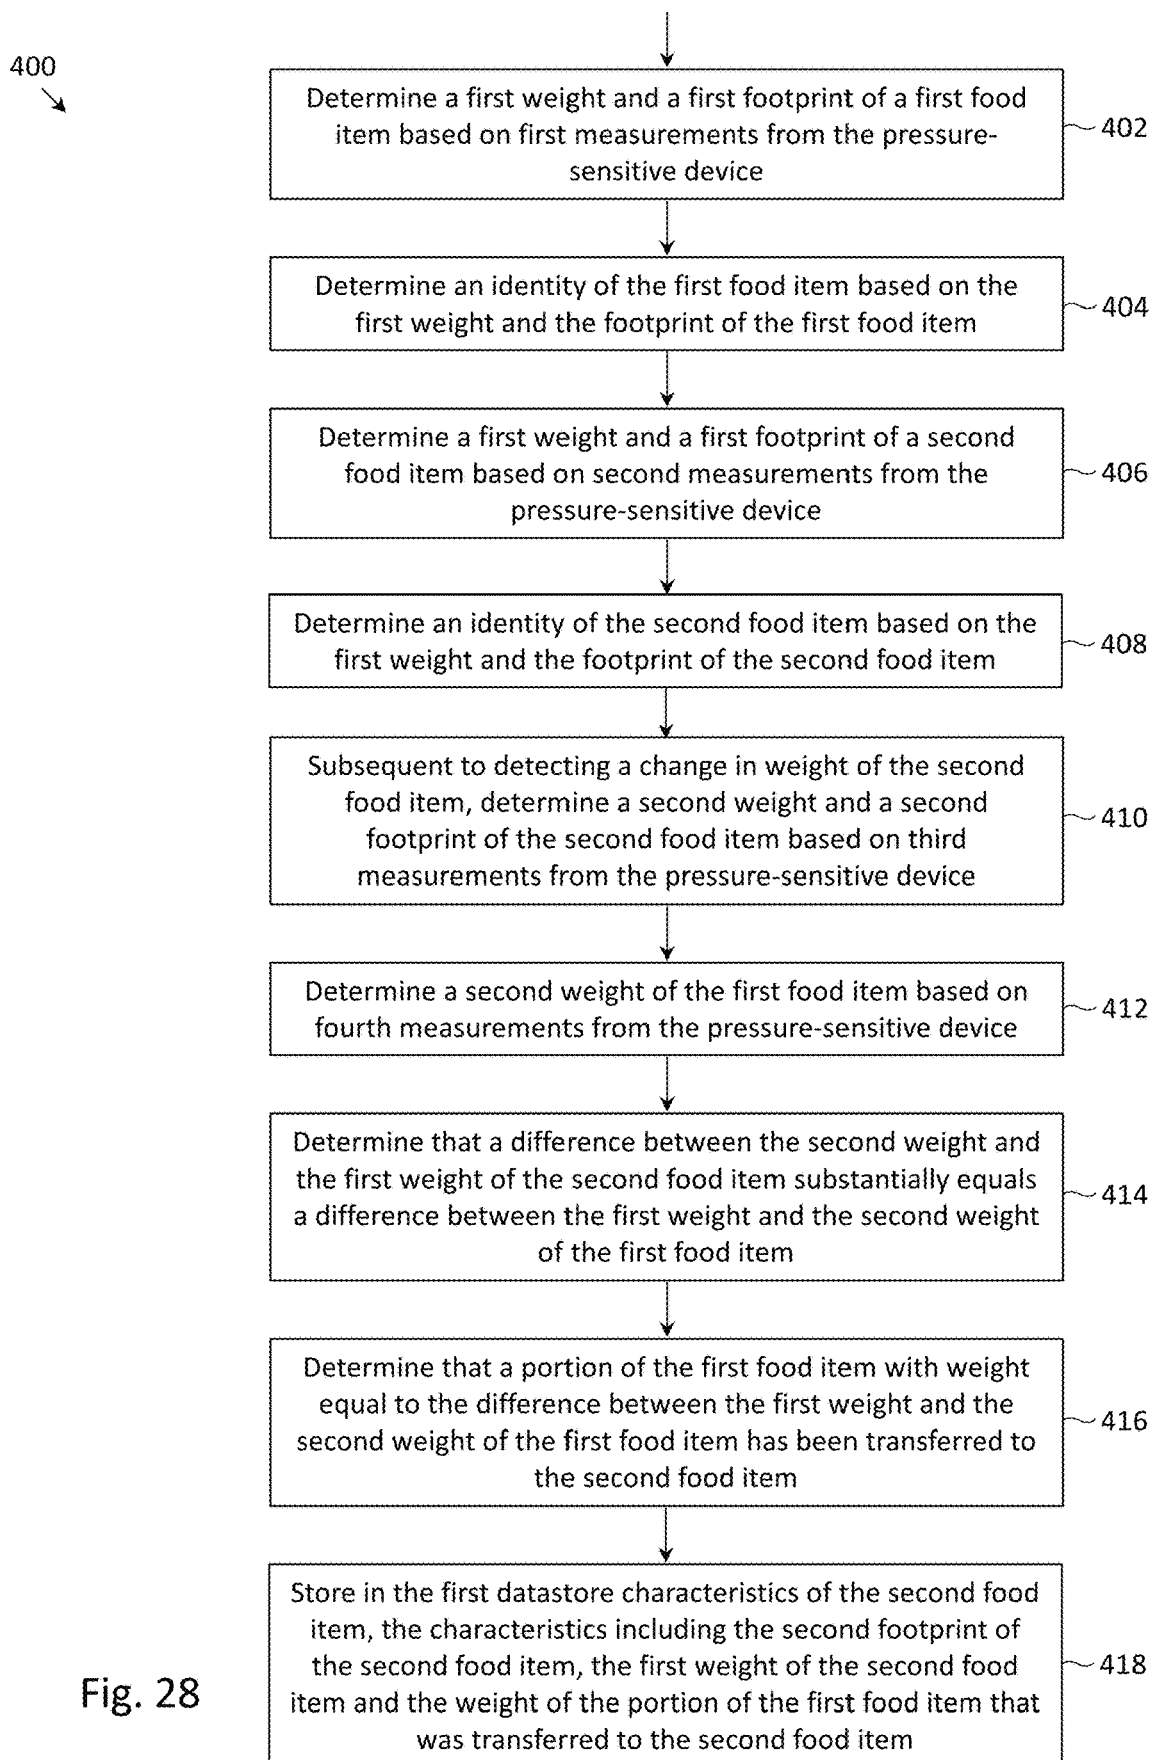 400
Determine a first weight and a first footprint of a first food
item based on first measurements from the pressure-
sensitive device
402
Determine an identity of the first food item based on the
first weight and the footprint of the first food item
404
Determine a first weight and a first footprint of a second
food item based on second measurements from the
pressure-sensitive device
406
Determine an identity of the second food item based on the
first weight and the footprint of the second food item
408
Subsequent to detecting a change in weight of the second
food item, determine a second weight and a second
footprint of the second food item based on third
measurements from the pressure-sensitive device
410
Determine a second weight of the first food item based on
fourth measurements from the pressure-sensitive device
412
Determine that a difference between the second weight and
the first weight of the second food item substantially equals
a difference between the first weight and the second weight
of the first food item
414
Determine that a portion of the first food item with weight
equal to the difference between the first weight and the
second weight of the first food item has been transferred to
the second food item
416
Store in the first datastore characteristics of the second food
item, the characteristics including the second footprint of
the second food item, the first weight of the second food
item and the weight of the portion of the first food item that
was transferred to the second food item
418
Fig. 28